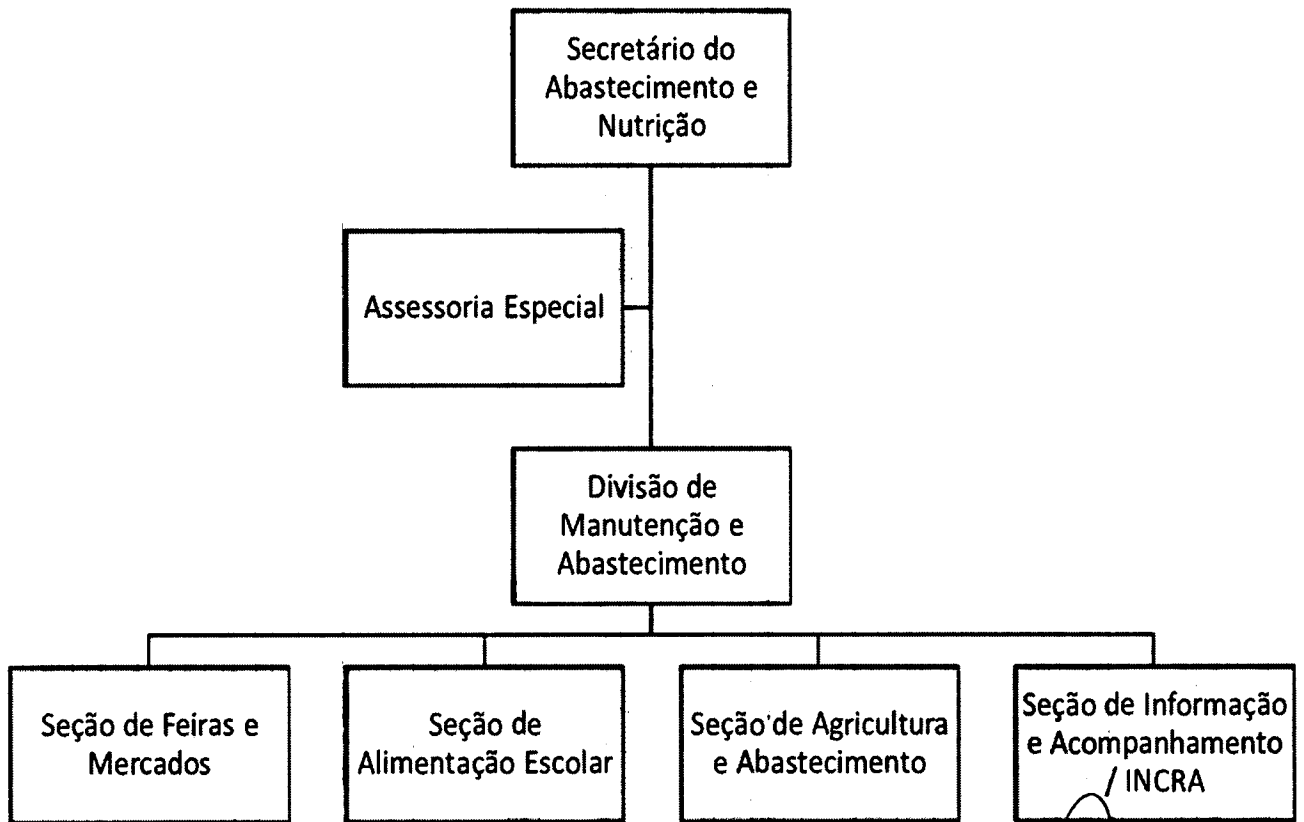 Secretário do
Abastecimento e
Nutrição
Assessoria Especial
Divisão de
Manutenção e
Abastecimento
Seção de Feiras e
Mercados
Seção de
Alimentação Escolar
Seção de Agricultura
e Abastecimento
Seção de Informação
e Acompanhamento
/ INCRA